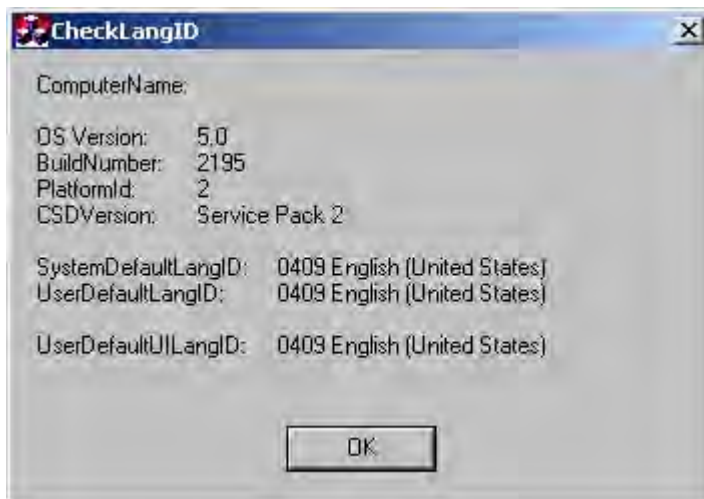 CheckLangID
ComputerName:
OS Version: 5.0
BuildNumber: 2195
PlatformId: 2
CSDVersion: Service Pack 2
SystemDefaultLangID: 0409 English (United States)
UserDefaultLangID: 0409 English (United States)
UserDefaultUILangID: 0409 English (United States)
OK